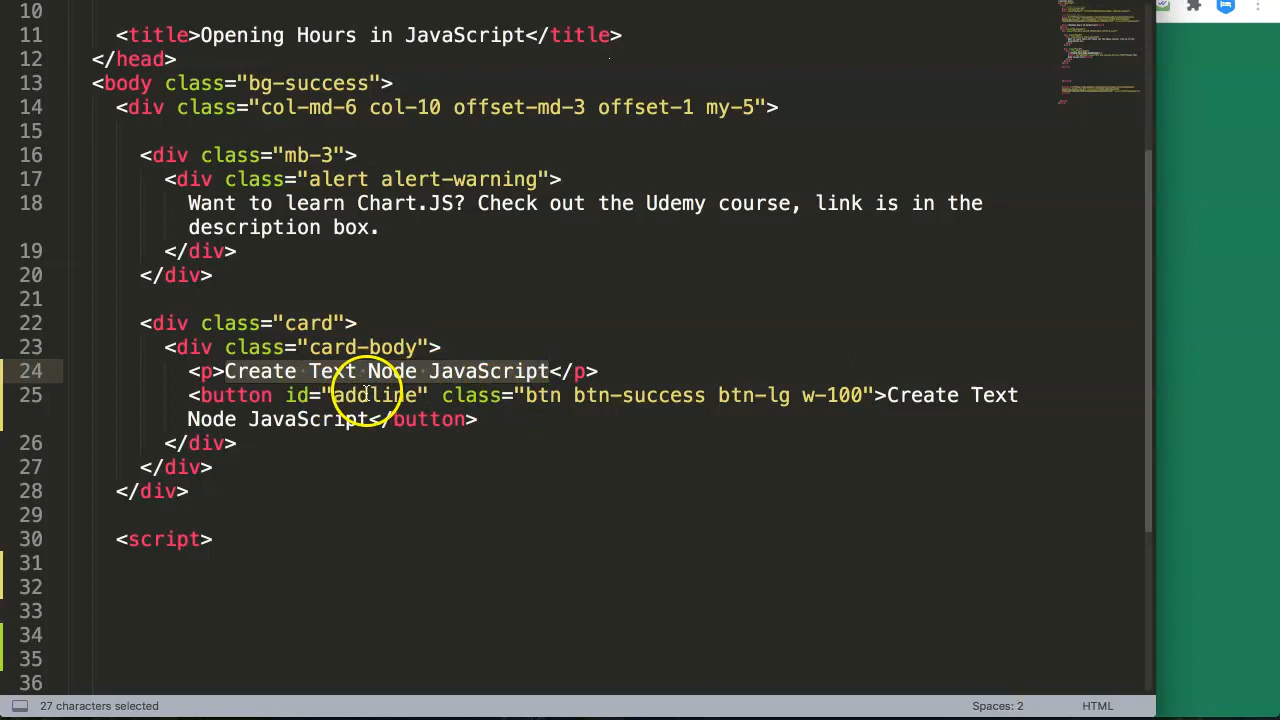 10
11 <title>Opening Hours in JavaScript</title>
12 </head>
13 <body class="bg-success">
14 <div class="col-md-6 col-10 offset-md-3 offset-1 my-5">
15
16 <div class="mb-3">
17 <div class="alert alert-warning">
18 Want to learn Chart.JS? Check out the Udemy course, link is in the
description box.
19 </div>
20 </div>
21
22 <div class="card">
23 <div class="card-body">
24 <p>Create Text Node JavaScript</p>
25 <button id="addline" class="btn btn-success btn-lg w-100">Create Text
Node JavaScript</button>
26 </div>
27 </div>
28 </div>
29
30 <script>
31
32
33
34
35
36
27 characters selected Spaces: 2 HTML